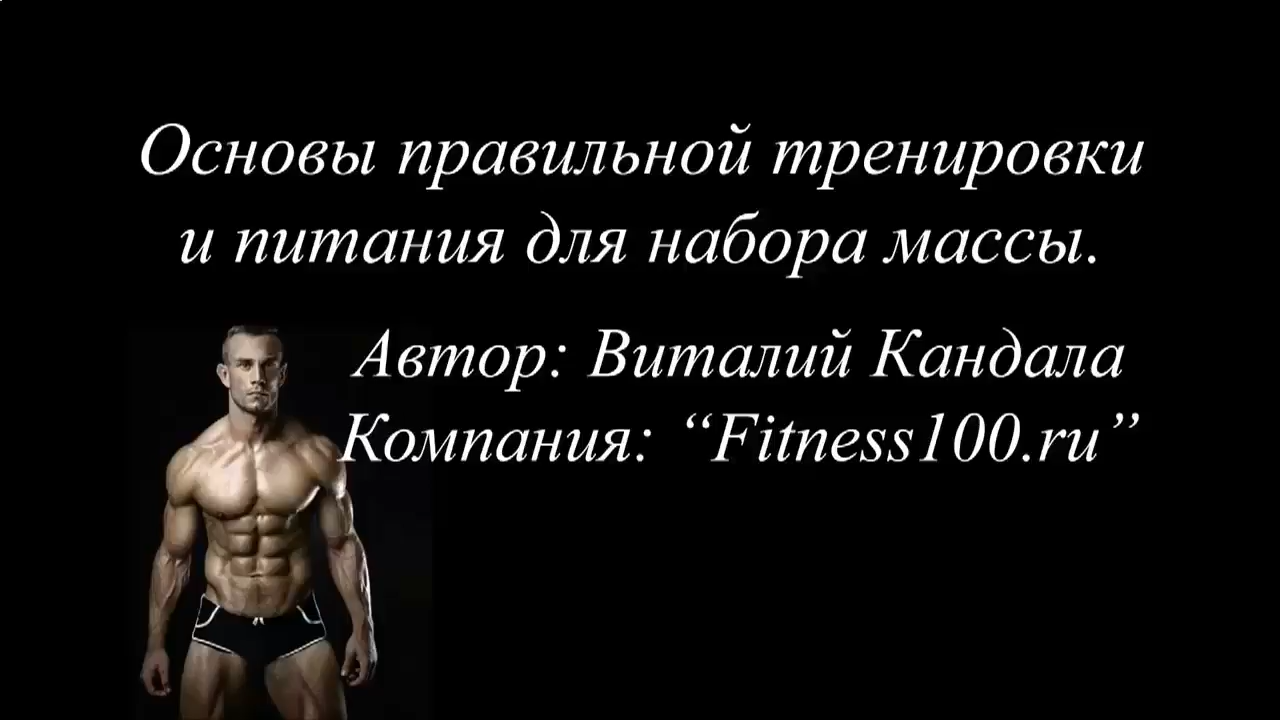 Основы правильной тренировки
и питания для набора массы.
Автор: Виталий Кандала
Компания: “Fitness100.ru”